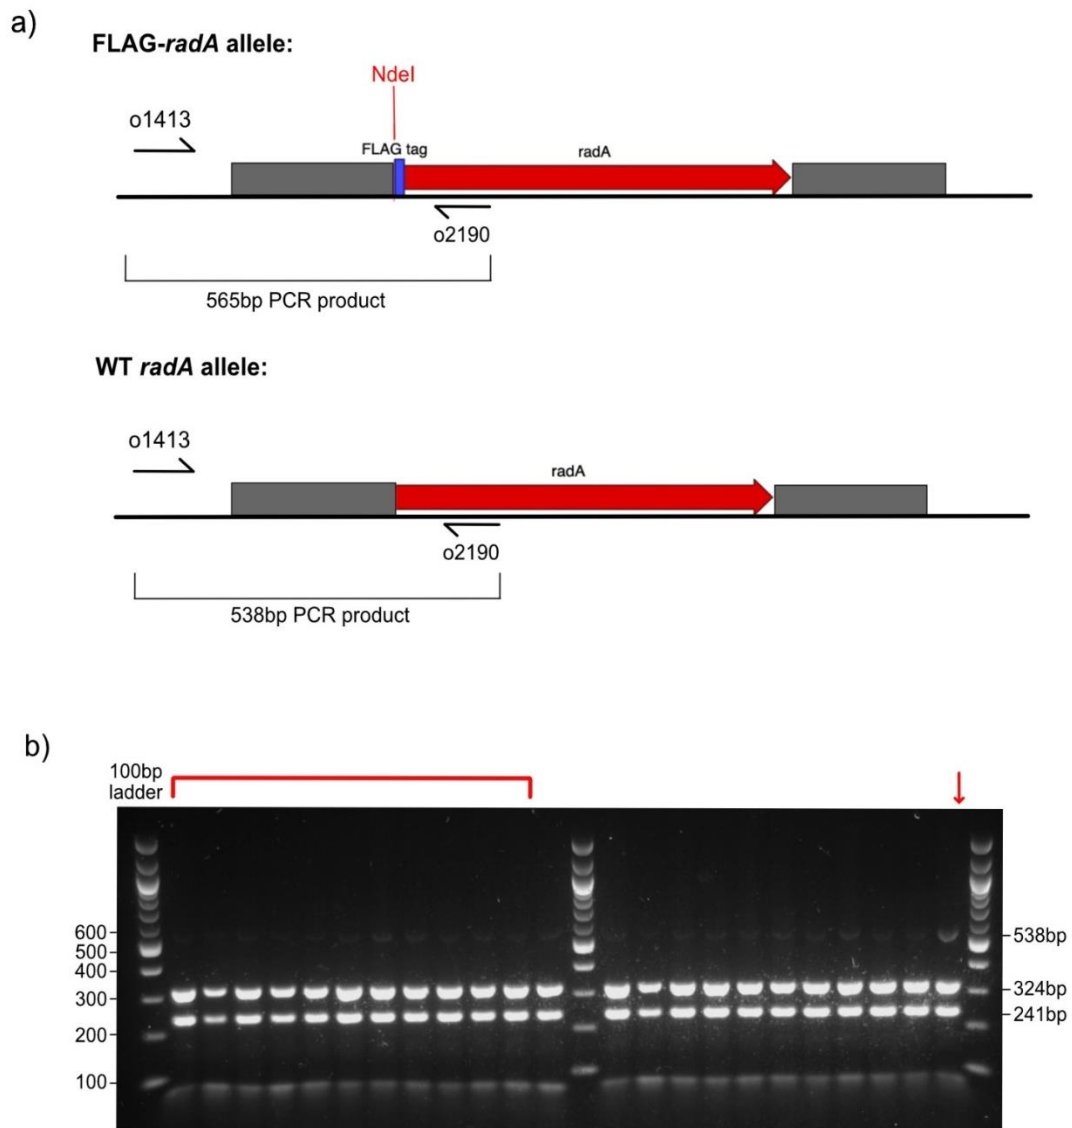 a)
FLAG-radA allele:
NdeI
o1413
FLAG tag
radA
o2190
565bp PCR product
WT radA allele:
o1413
radA
o2190
538bp PCR product
b)
100bp
ladder
600
500
400
300
200
100
538bp
324bp
241bp